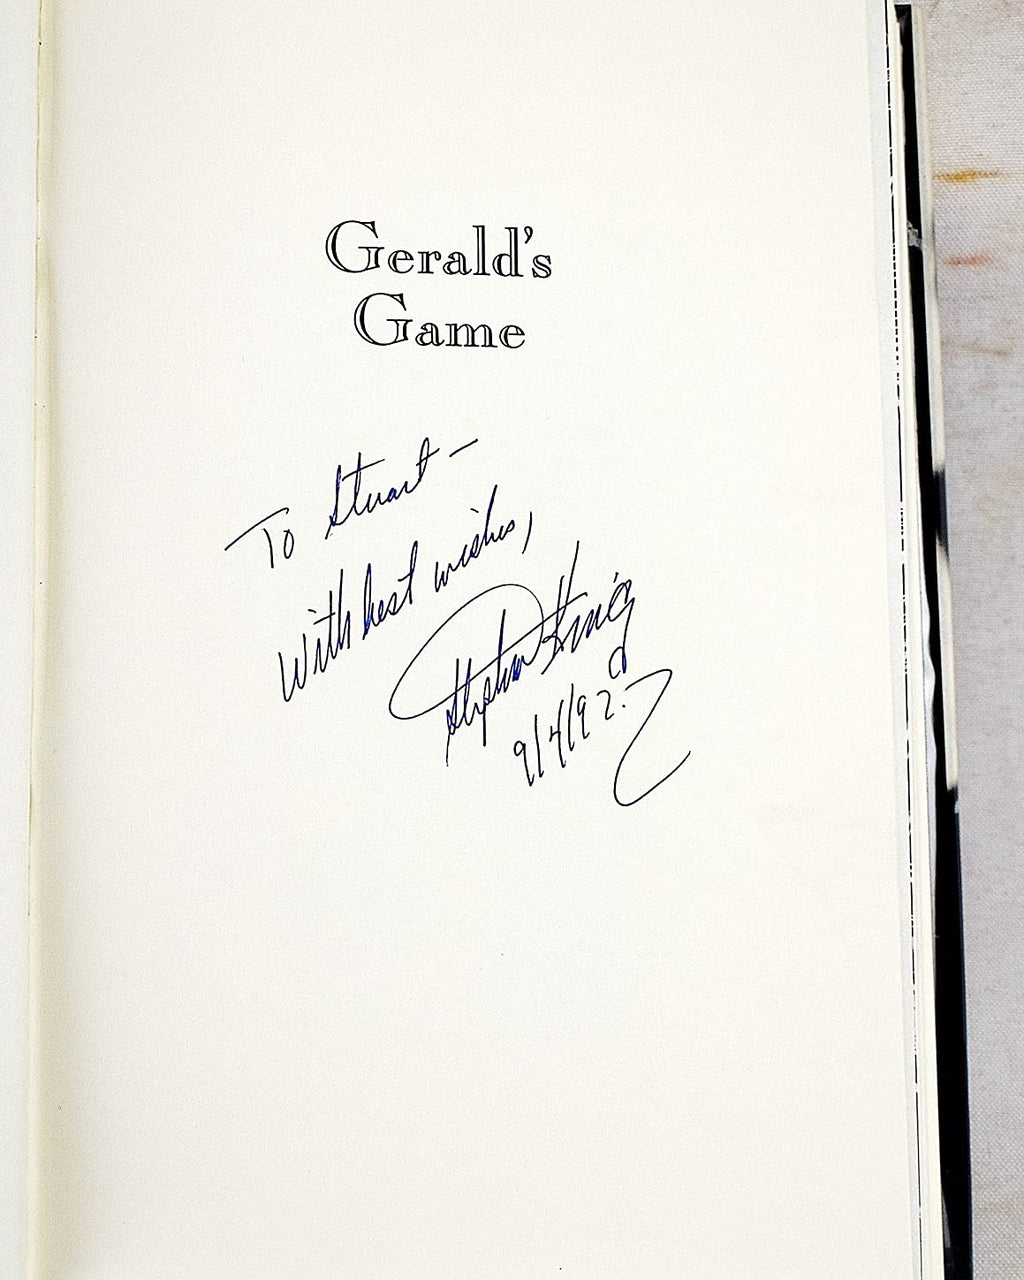 Gerald's
Game
To Stuart —
With best wishes,
Stephen King
9/4/92.